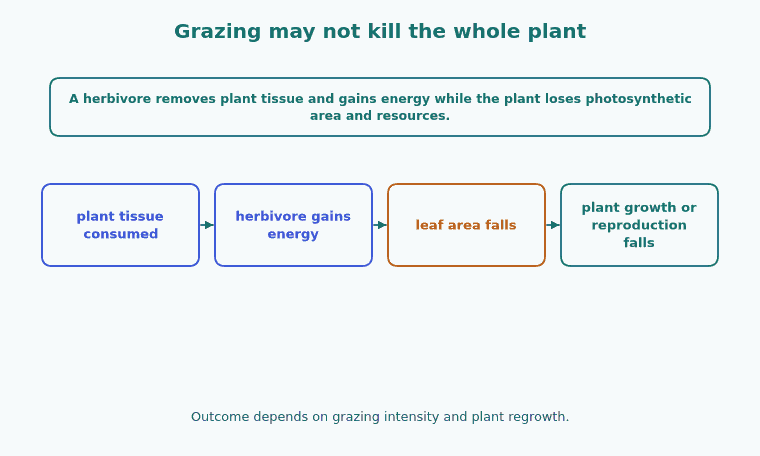 Grazing may not kill the whole plant
A herbivore removes plant tissue and gains energy while the plant loses photosynthetic
area and resources.
plant tissue
consumed
herbivore gains
energy
leaf area falls
plant growth or
reproduction
falls
Outcome depends on grazing intensity and plant regrowth.